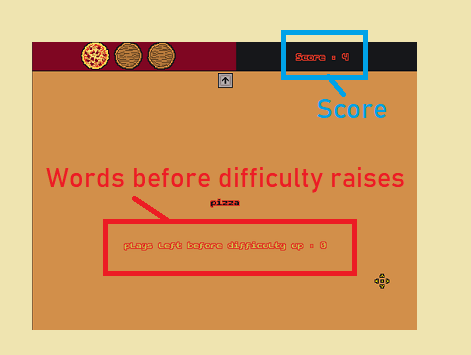 Score : 4
Score
Words before difficulty raises
pizza
plays left before difficulty up : 0